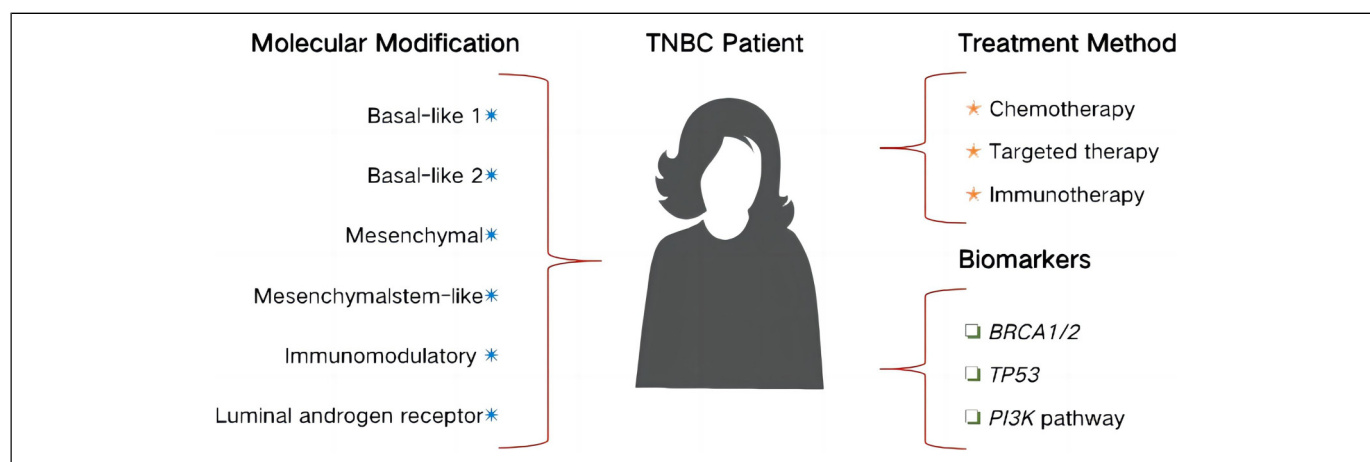 Molecular Modification
Basal-like 1
Basal-like 2
Mesenchymal
Mesenchymalstem-like
Immunomodulatory
Luminal androgen receptor
TNBC Patient
Treatment Method
Chemotherapy
Targeted therapy
Immunotherapy
Biomarkers
BRCA1/2
TP53
PI3K pathway